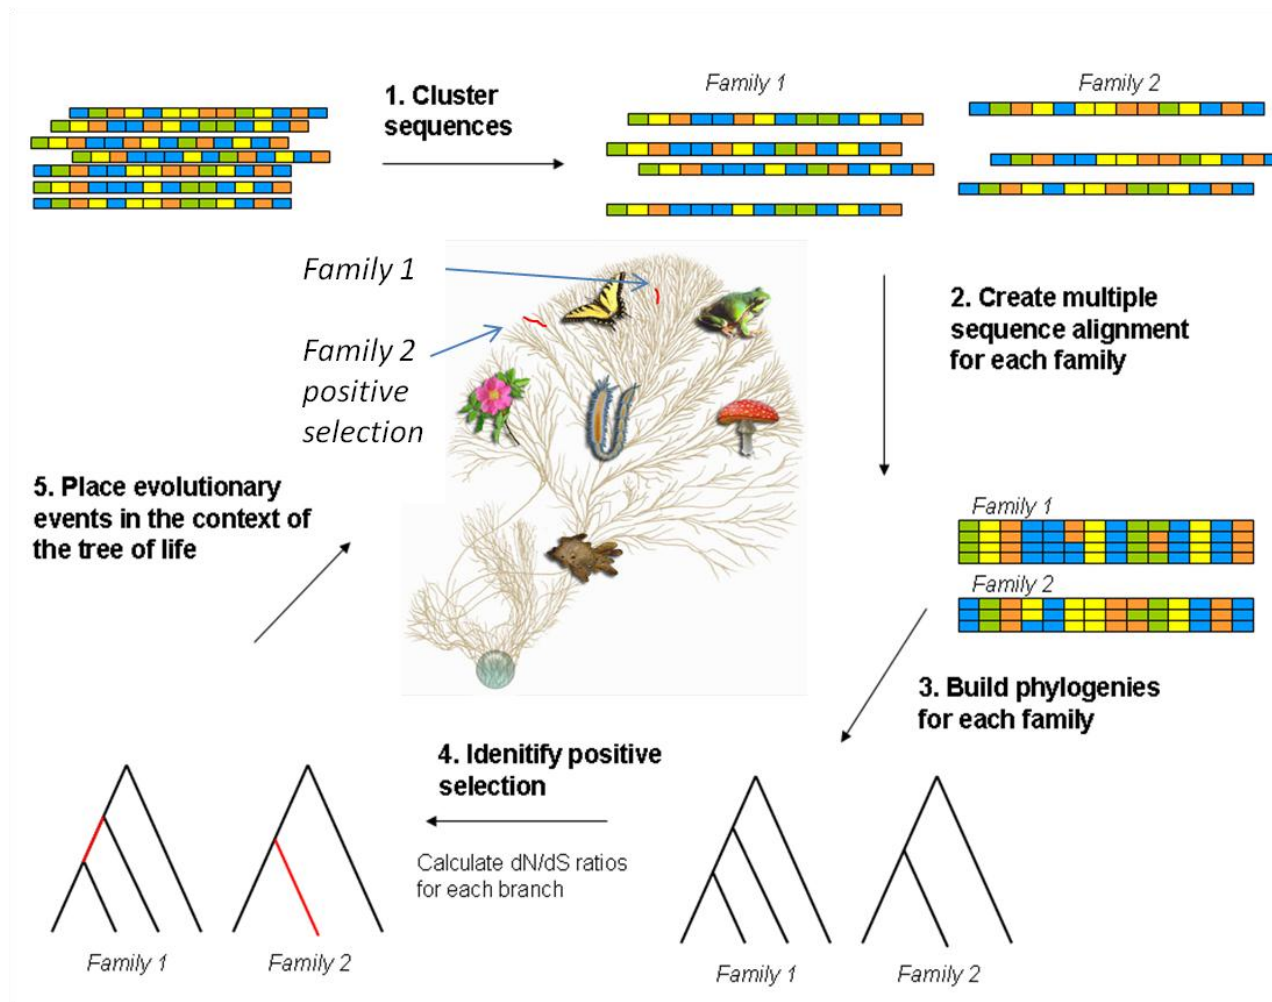 1. Cluster
sequences
Family 1
Family 2
Family 1
Family 2
positive
selection
2. Create multiple
sequence alignment
for each family
Family 1
Family 2
3. Build phylogenies
for each family
4. Idenitify positive
selection
Calculate dN/dS ratios
for each branch
Family 1
Family 2
Family 1
Family 2
5. Place evolutionary
events in the context of
the tree of life